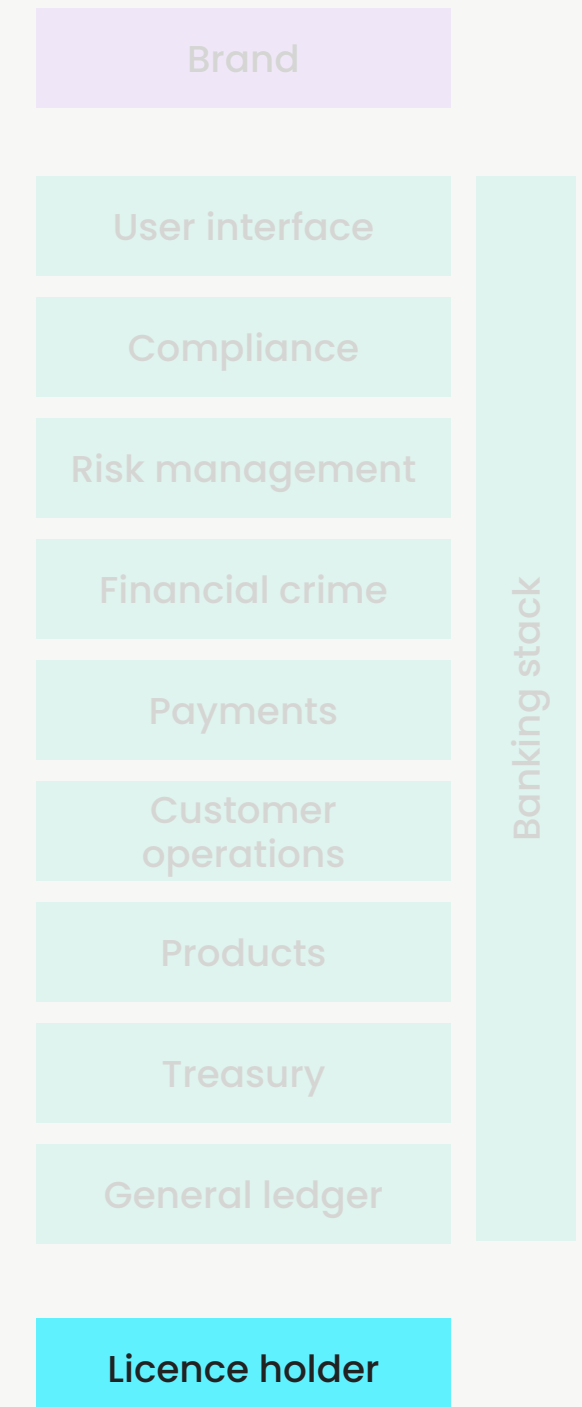 Brand
User interface
Compliance
Risk management
Financial crime
Payments
Customer
operations
Products
Treasury
General ledger
Banking stack
Licence holder